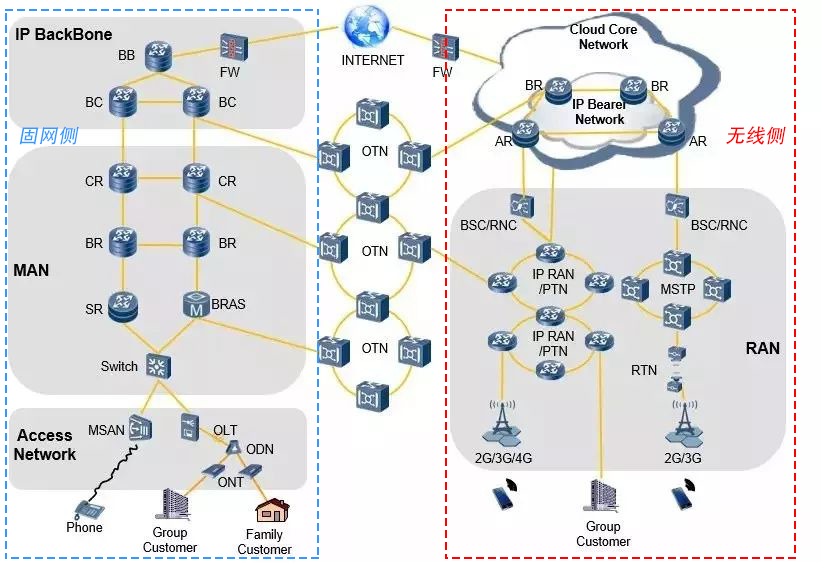 IP BackBone
BB
FW
BC
BC
固网侧
CR
CR
BR
BR
MAN
SR
BRAS
M
Switch
Access
Network
MSAN
OLT
ODN
ONT
Phone
Group
Customer
Family
Customer
INTERNET
OTN
OTN
OTN
FW
Cloud Core
Network
BR
BR
IP Bearer
Network
AR
AR
无线侧
BSC/RNC
BSC/RNC
IP RAN
/PTN
MSTP
IP RAN
/PTN
RTN
RAN
2G/3G/4G
2G/3G
Group
Customer